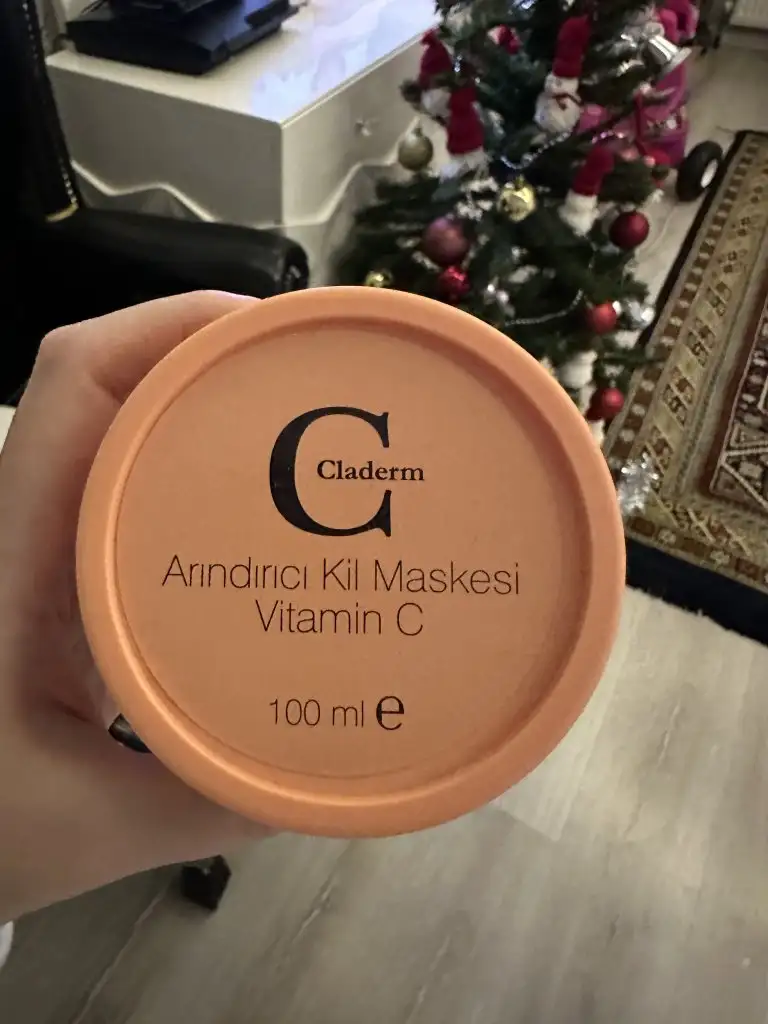 C
Claderm
Arındırıcı Kil Maskesi
Vitamin C
100 ml e